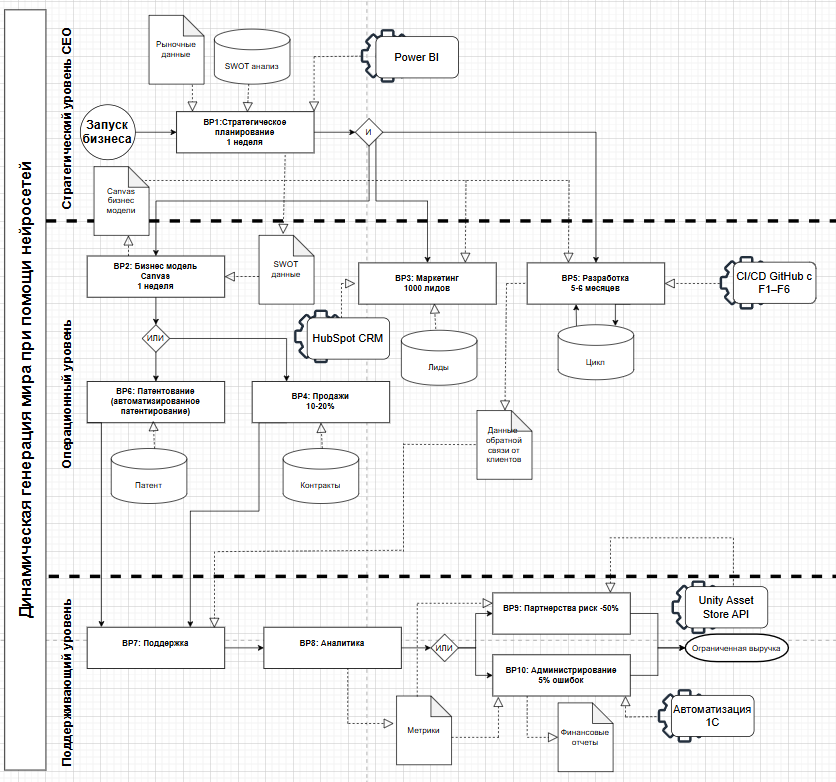 Динамическая генерация мира при помощи нейросетей
Стратегический уровень CEO
Рыночные
данные
SWOT анализ
Power BI
Запуск
бизнеса
BP1:Стратегическое
планирование
1 неделя
И
Canvas
бизнес
модели
Операционный уровень
BP2: Бизнес модель
Canvas
1 неделя
SWOT
данные
BP3: Маркетинг
1000 лидов
BP5: Разработка
5-6 месяцев
CI/CD GitHub с
F1–F6
ИЛИ
HubSpot CRM
Лиды
Цикл
BP6: Патентование
(автоматизированное
патентирование)
BP4: Продажи
10-20%
Данные
обратной
связи от
клиентов
Патент
Контракты
Поддерживающий уровень
BP7: Поддержка
BP8: Аналитика
ИЛИ
BP9: Партнерства риск -50%
Unity Asset
Store API
Ограниченная выручка
BP10: Администрирование
5% ошибок
Метрики
Финансовые
отчеты
Автоматизация
1С